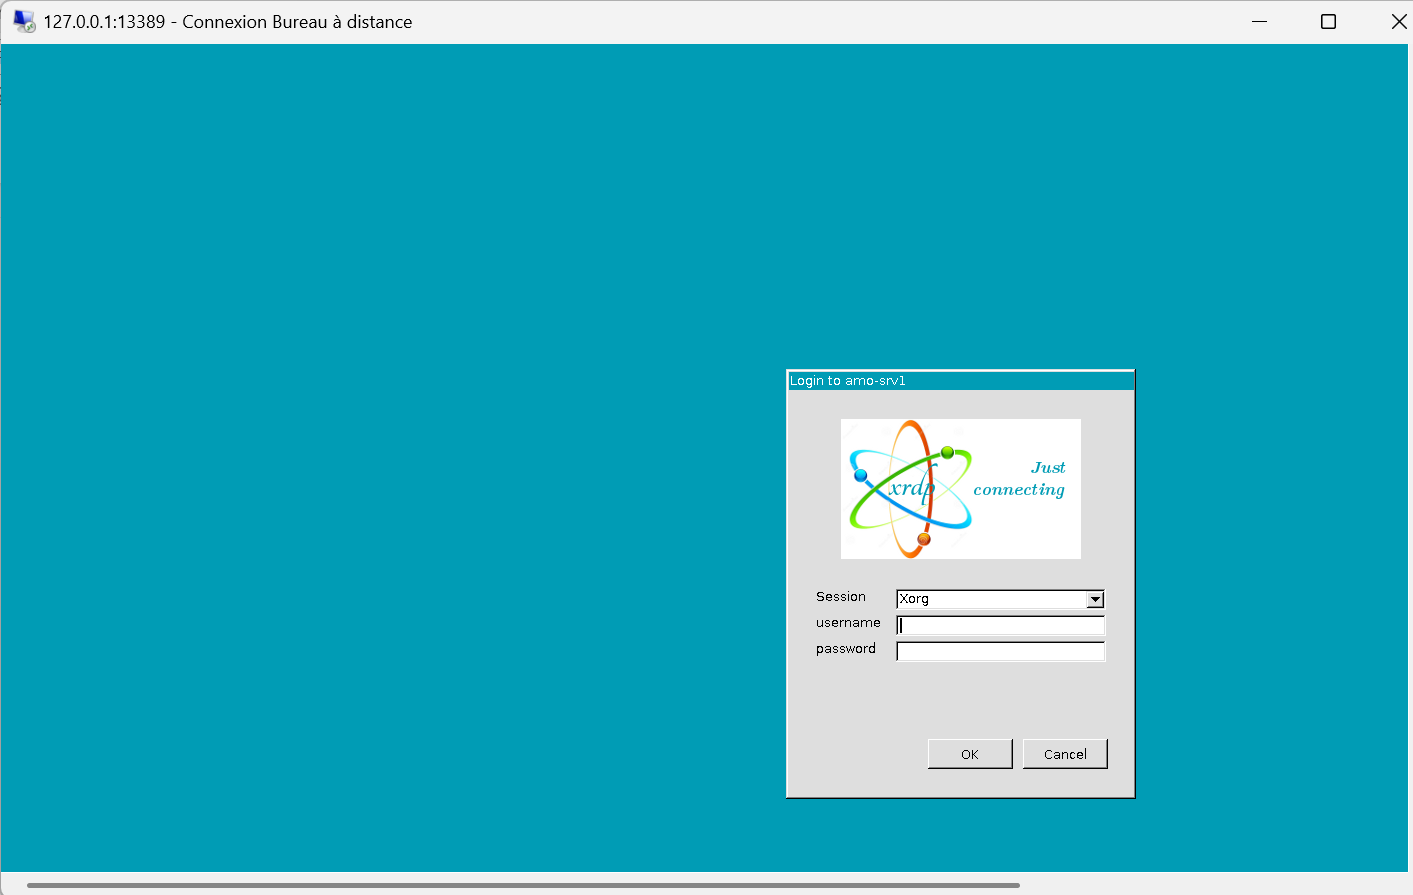 127.0.0.1:13389 - Connexion Bureau à distance
Login to amo-srv1
xrdp
Just
connecting
Session
Xorg
username
password
OK
Cancel